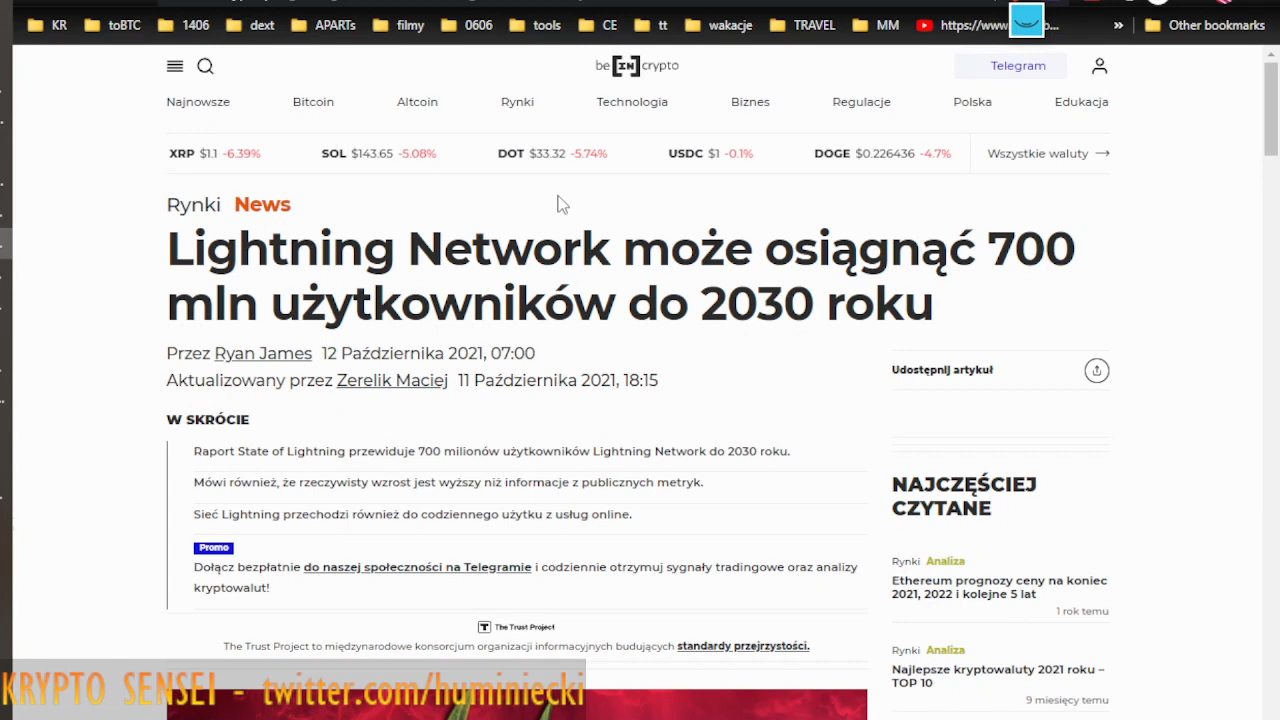 KR toBTC 1406 dext APARTs filmy 0606 tools CE tt wakacje TRAVEL MM » Other bookmarks
be [IN] crypto Telegram
Najnowsze Bitcoin Altcoin Rynki Technologia Biznes Regulacje Polska Edukacja
XRP $1.1 -6.39% SOL $143.65 -5.08% DOT $33.32 -5.74% USDC $1 -0.1% DOGE $0.226436 -4.7% Wszystkie waluty →
Rynki News
Lightning Network może osiągnąć 700
mln użytkowników do 2030 roku
Przez Ryan James 12 Października 2021, 07:00
Aktualizowany przez Zerelik Maciej 11 Października 2021, 18:15
Udostępnij artykuł
W SKRÓCIE
Raport State of Lightning przewiduje 700 milionów użytkowników Lightning Network do 2030 roku.
Mówi również, że rzeczywisty wzrost jest wyższy niż informacje z publicznych metryk.
Sieć Lightning przechodzi również do codziennego użytku z usług online.
Promo
Dołącz bezpłatnie do naszej społeczności na Telegramie i codziennie otrzymuj sygnały tradingowe oraz analizy
kryptowalut!
T The Trust Project
The Trust Project to międzynarodowe konsorcjum organizacji informacyjnych budujących standardy przejrzystości.
NAJCZĘŚCIEJ
CZYTANE
Rynki Analiza
Ethereum prognozy ceny na koniec
2021, 2022 i kolejne 5 lat
1 rok temu
Rynki Analiza
Najlepsze kryptowaluty 2021 roku –
TOP 10
9 miesięcy temu
KRYPTO SENSEI - twitter.com/huminiecki